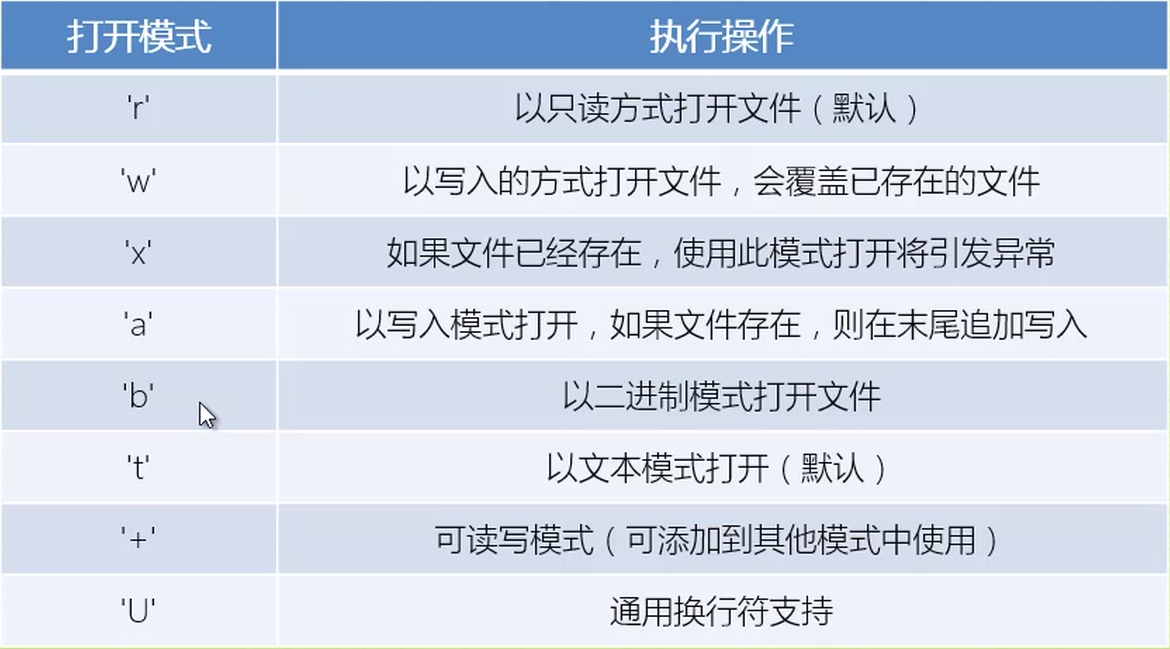 打开模式 执行操作
'r' 以只读方式打开文件（默认）
'w' 以写入的方式打开文件，会覆盖已存在的文件
'x' 如果文件已经存在，使用此模式打开将引发异常
'a' 以写入模式打开，如果文件存在，则在末尾追加写入
'b' 以二进制模式打开文件
't' 以文本模式打开（默认）
'+' 可读写模式（可添加到其他模式中使用）
'U' 通用换行符支持